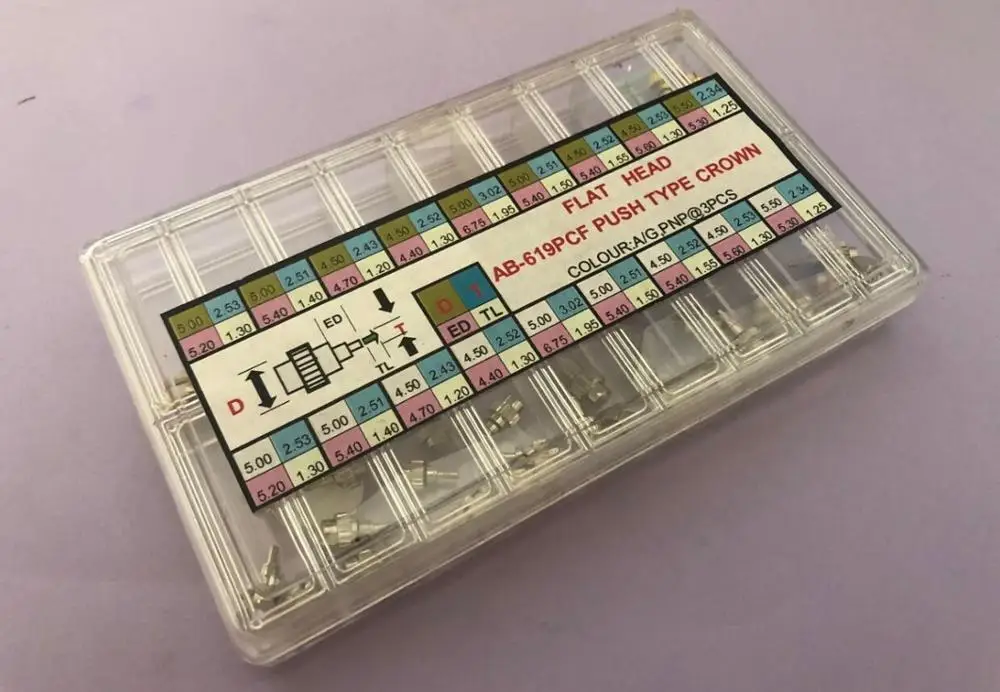 5.00 2.53 5.00 2.51 4.50 2.43 4.50 2.52 5.00 3.02 5.00 2.51 4.50 2.52 4.50 2.53 5.50 2.34
5.20 1.30 5.40 1.40 4.70 1.20 4.40 1.30 6.75 1.95 5.40 1.50 5.40 1.55 5.60 1.30 5.30 1.25
FLAT HEAD
AB-619PCF PUSH TYPE CROWN
COLOUR:A/G,PNP@3PCS
D T
ED TL
ED
T
TL
D
5.00 2.53 5.00 2.51 4.50 2.43 4.50 2.52 5.00 3.02 5.00 2.51 4.50 2.52 4.50 2.53 5.50 2.34
5.20 1.30 5.40 1.40 4.70 1.20 4.40 1.30 6.75 1.95 5.40 1.50 5.40 1.55 5.60 1.30 5.30 1.25